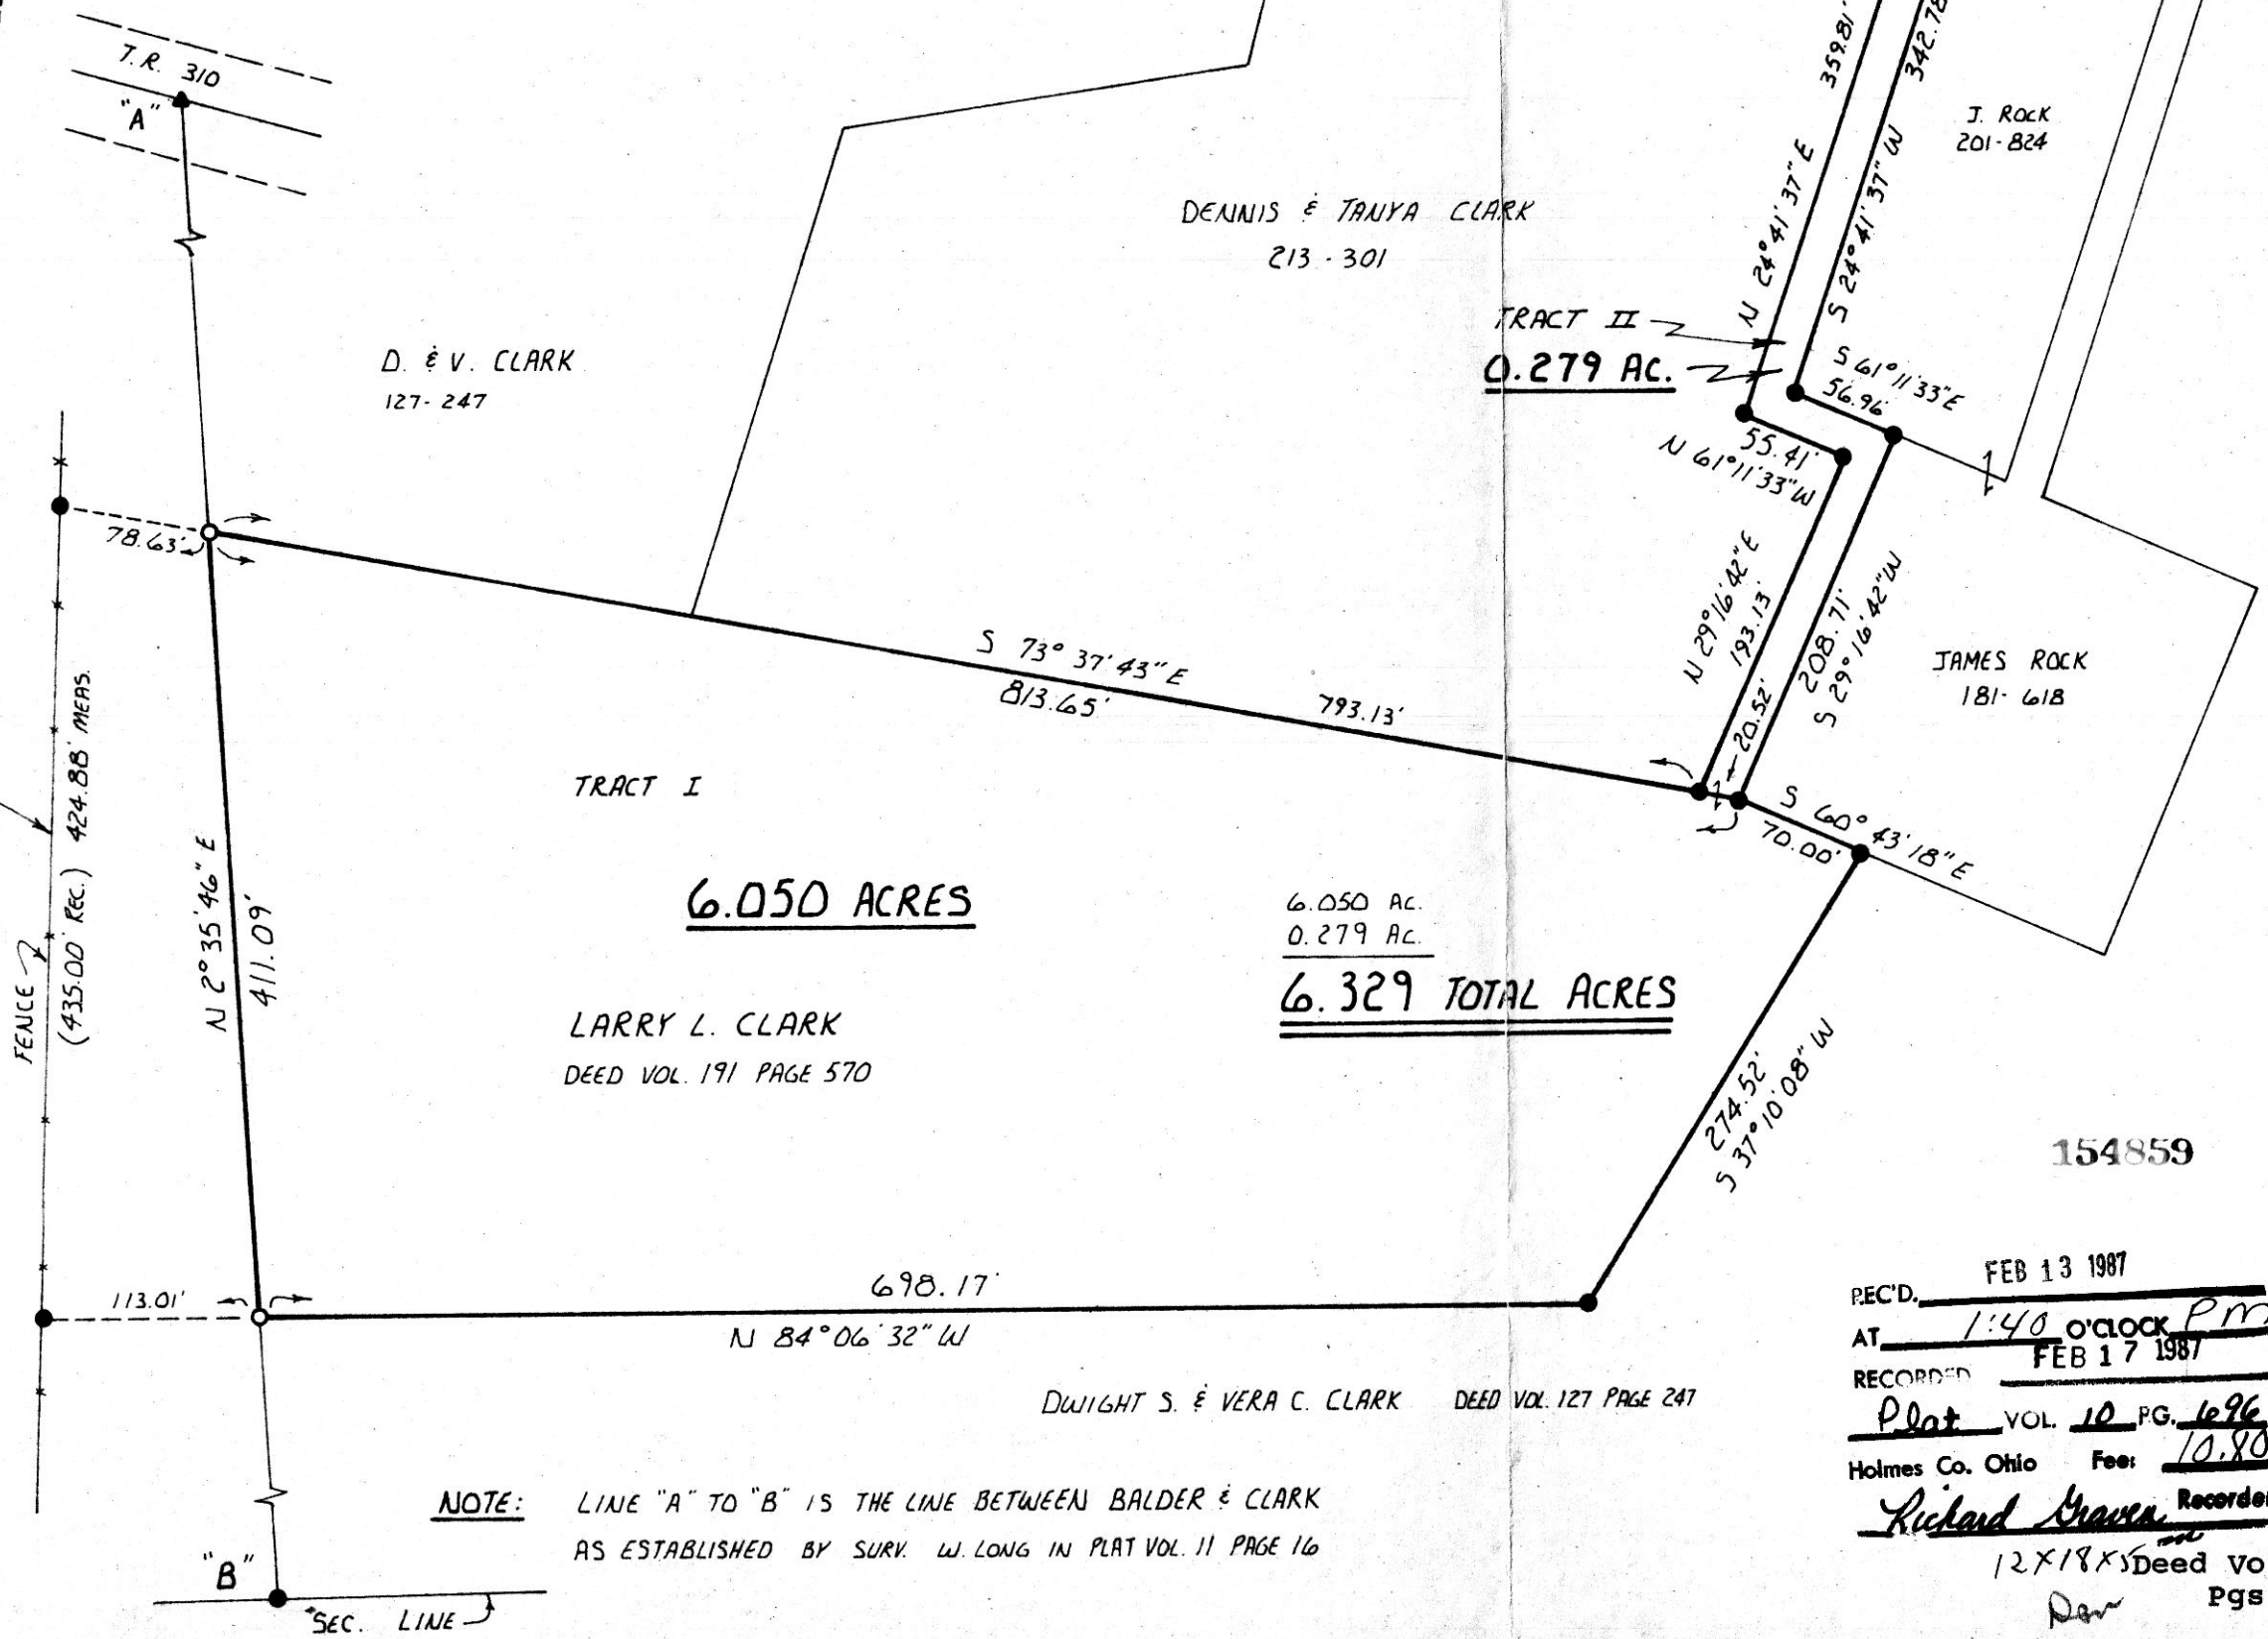 T.R. 310
"A"
D. & V. CLARK
127-247
DENNIS & TANYA CLARK
213-301
359.81'
N 24° 41' 37" E
342.78
S 24° 41' 37" W
J. ROCK
201-824
TRACT II
0.279 AC.
S 61° 11' 33" E
56.96'
55.41'
N 61° 11' 33" W
N 29° 16' 42" E
193.13'
208.71'
S 29° 16' 42" W
20.52'
JAMES ROCK
181-618
78.63'
S 73° 37' 43" E
813.65'
793.13'
S 60° 43' 18" E
70.00'
FENCE
(435.00' REC.) 424.88' MEAS.
N 2° 35' 46" E
411.09'
TRACT I
6.050 ACRES
LARRY L. CLARK
DEED VOL. 191 PAGE 570
6.050 AC.
0.279 AC.
6.329 TOTAL ACRES
274.52'
S 37° 10' 08" W
113.01'
698.17'
N 84° 06' 32" W
DWIGHT S. & VERA C. CLARK DEED VOL. 127 PAGE 247
NOTE: LINE "A" TO "B" IS THE LINE BETWEEN BALDER & CLARK
AS ESTABLISHED BY SURV. W. LONG IN PLAT VOL. 11 PAGE 16
"B"
SEC. LINE
154859
REC'D. FEB 13 1987
AT 1:40 O'CLOCK PM
RECORDED FEB 17 1987
Plat VOL. 10 PG. 696
Holmes Co. Ohio Fee: 10.80
Richard Graven Recorder
12X18X5 Deed Vo
Pgs